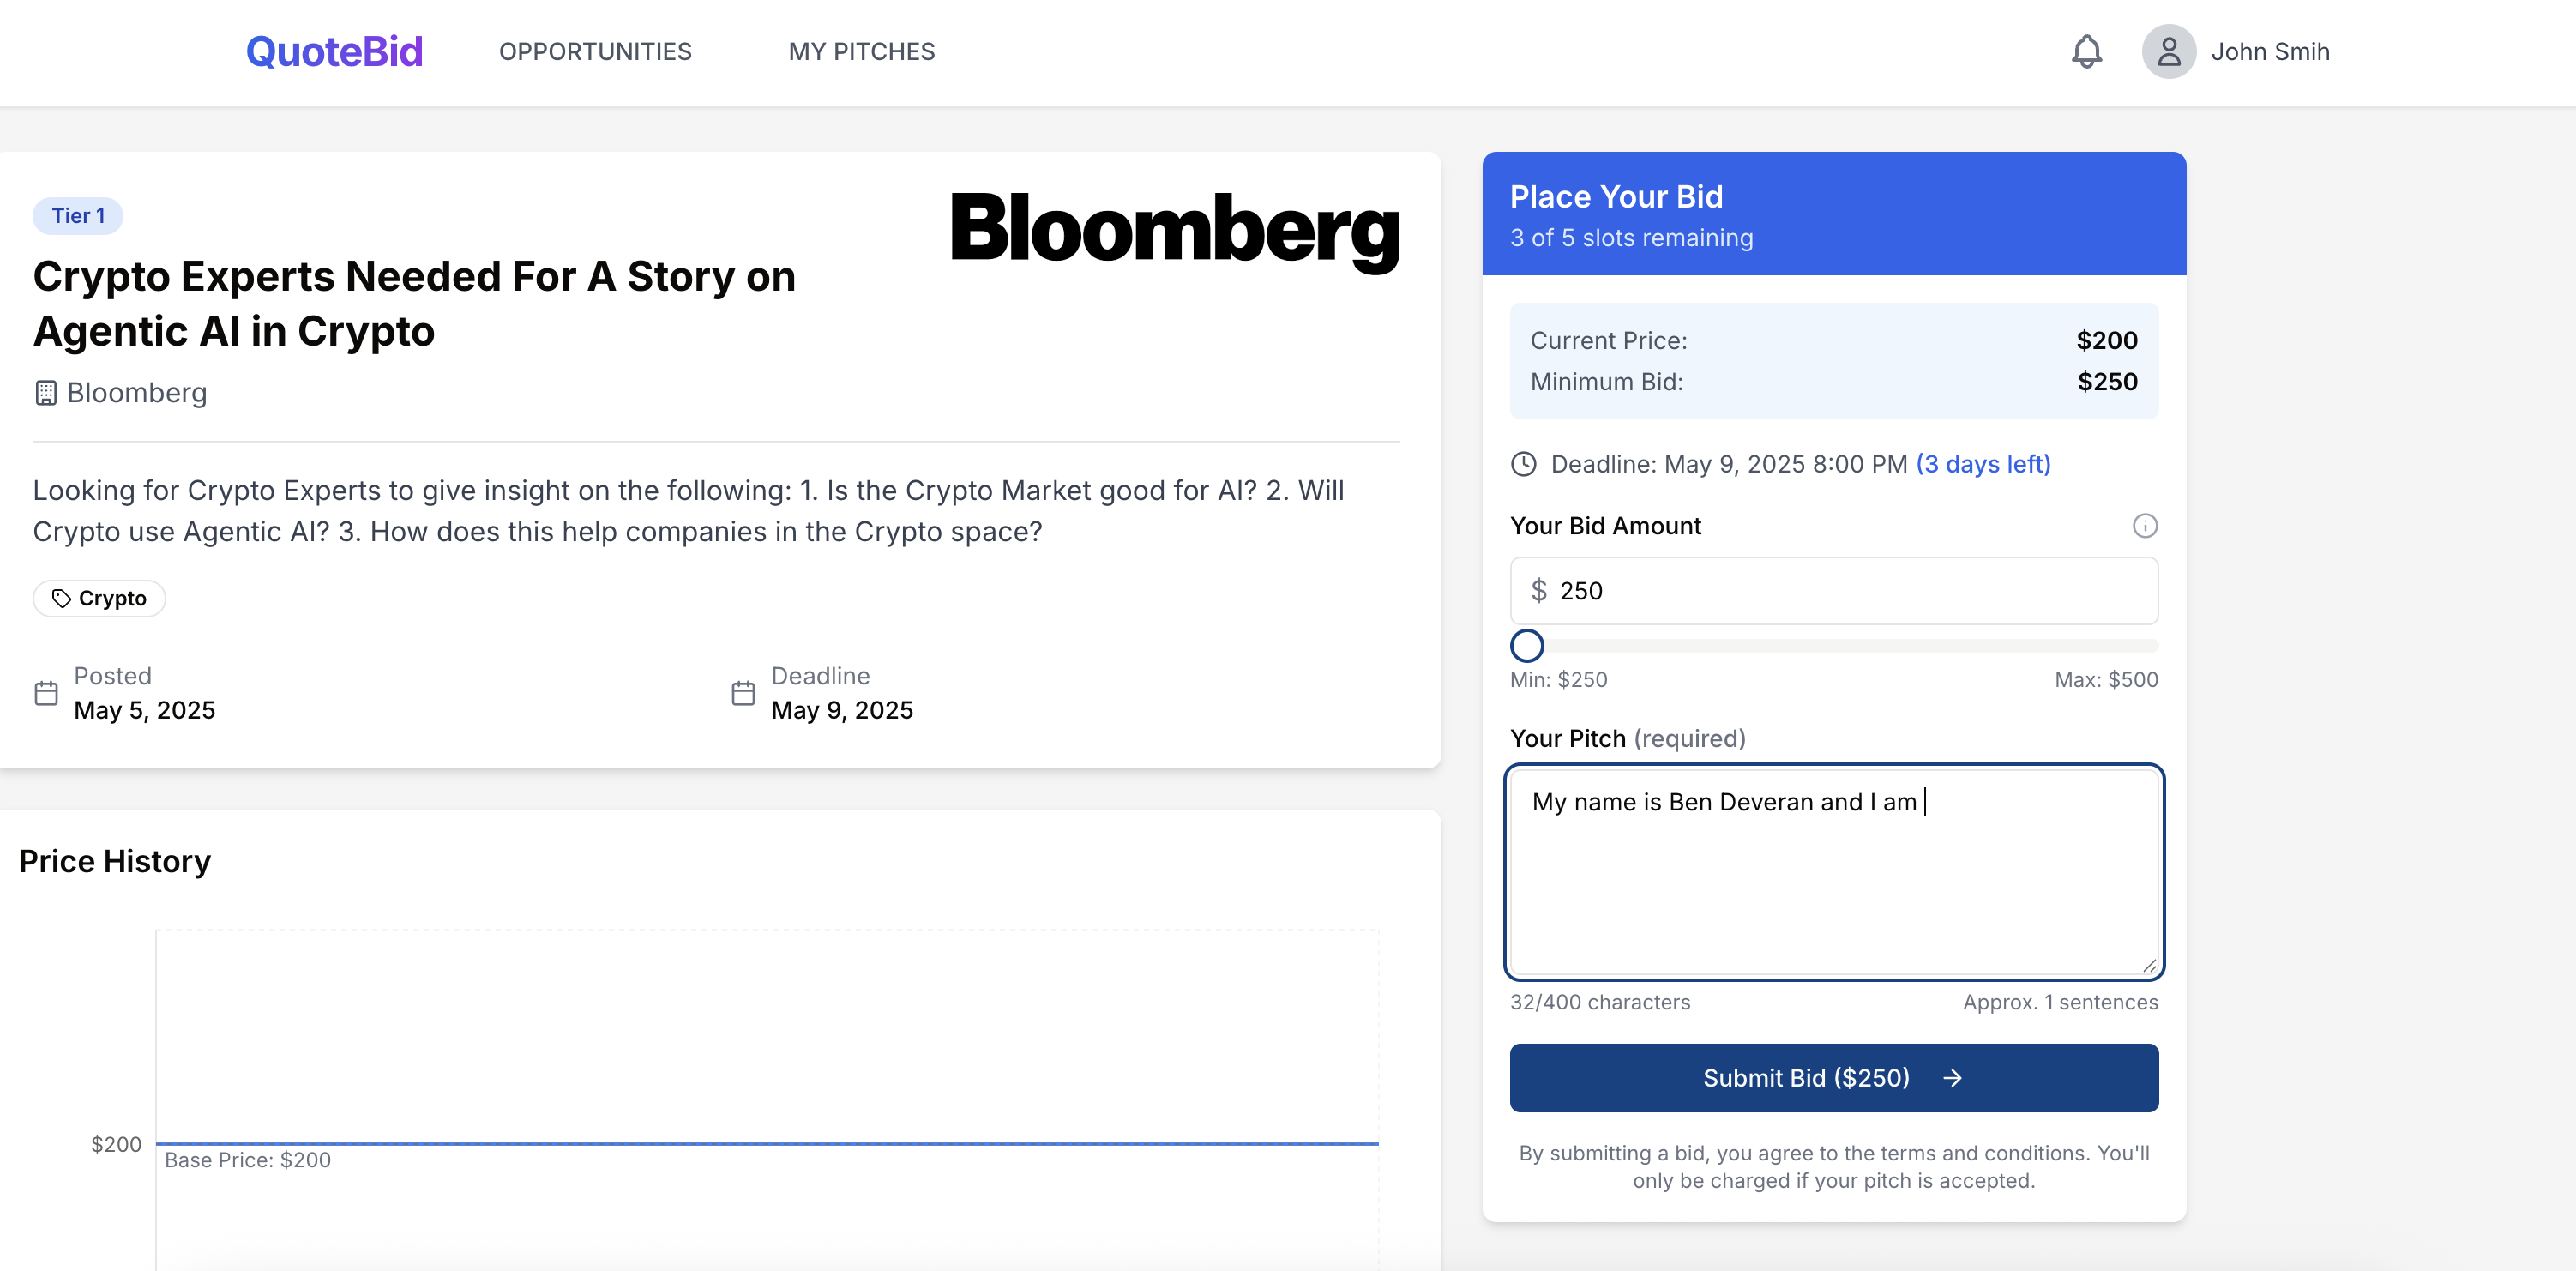 QuoteBid
OPPORTUNITIES
MY PITCHES
John Smih
Tier 1
Bloomberg
Crypto Experts Needed For A Story on
Agentic AI in Crypto
Bloomberg
Looking for Crypto Experts to give insight on the following: 1. Is the Crypto Market good for AI? 2. Will
Crypto use Agentic AI? 3. How does this help companies in the Crypto space?
Crypto
Posted
May 5, 2025
Deadline
May 9, 2025
Price History
$200
Base Price: $200
Place Your Bid
3 of 5 slots remaining
Current Price:
$200
Minimum Bid:
$250
Deadline: May 9, 2025 8:00 PM (3 days left)
Your Bid Amount
$ 250
Min: $250
Max: $500
Your Pitch (required)
My name is Ben Deveran and I am
32/400 characters
Approx. 1 sentences
Submit Bid ($250) →
By submitting a bid, you agree to the terms and conditions. You'll
only be charged if your pitch is accepted.